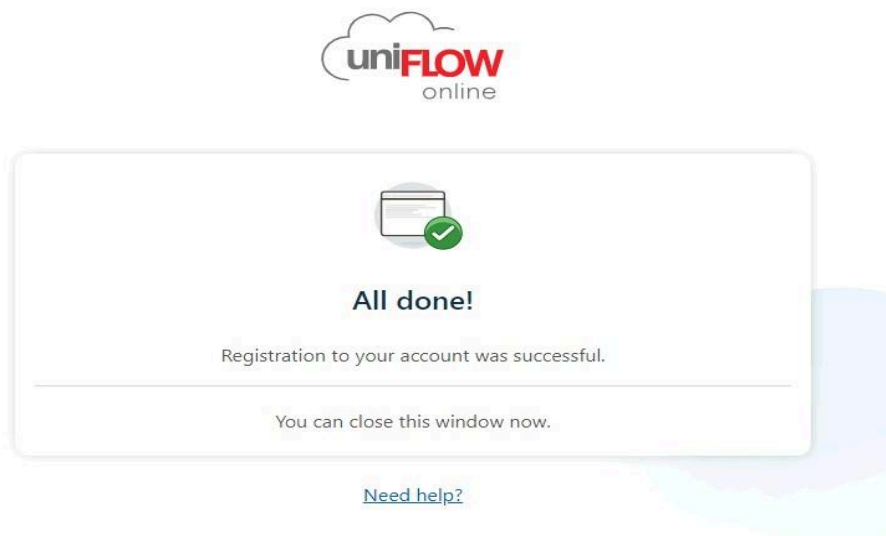 uniFLOW
online
All done!
Registration to your account was successful.
You can close this window now.
Need help?